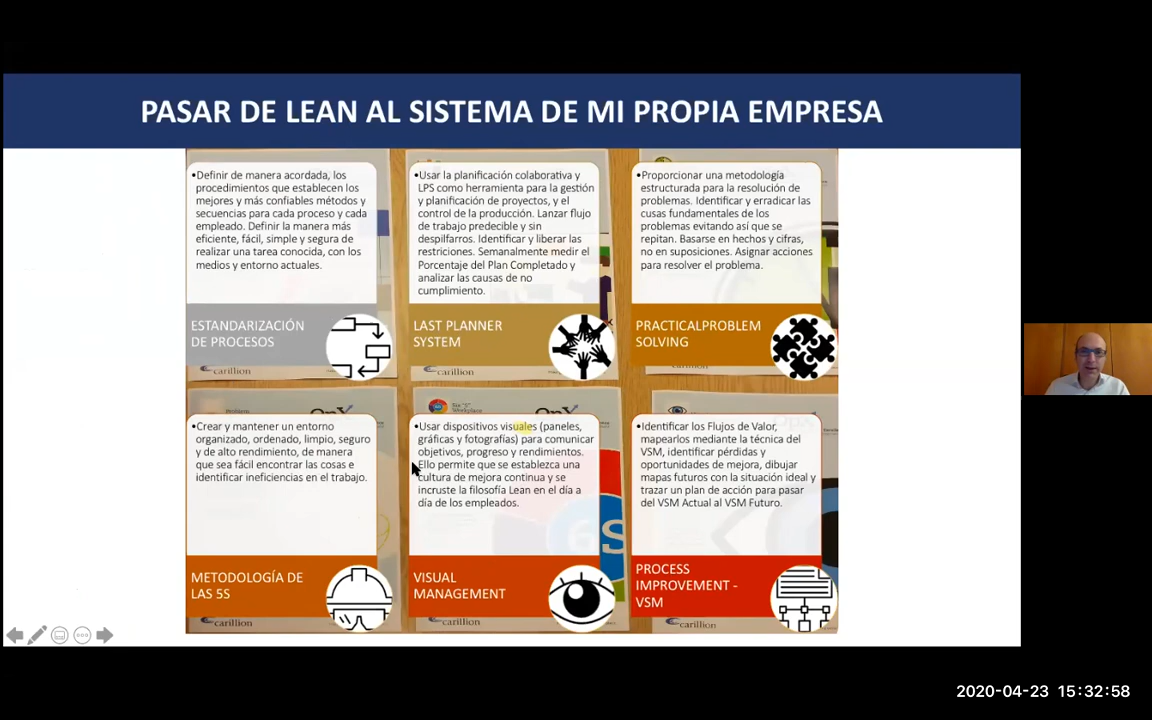 PASAR DE LEAN AL SISTEMA DE MI PROPIA EMPRESA
•Definir de manera acordada, los
procedimientos que establecen los
mejores y más confiables métodos y
secuencias para cada proceso y cada
empleado. Definir la manera más
eficiente, fácil, simple y segura de
realizar una tarea conocida, con los
medios y entorno actuales.
ESTANDARIZACIÓN
DE PROCESOS
carillion
•Usar la planificación colaborativa y
LPS como herramienta para la gestión
y planificación de proyectos, y el
control de la producción. Lanzar flujo
de trabajo predecible y sin
despilfarros. Identificar y liberar las
restricciones. Semanalmente medir el
Porcentaje del Plan Completado y
analizar las causas de no
cumplimiento.
LAST PLANNER
SYSTEM
carillion
•Proporcionar una metodología
estructurada para la resolución de
problemas. Identificar y erradicar las
cusas fundamentales de los
problemas evitando así que se
repitan. Basarse en hechos y cifras,
no en suposiciones. Asignar acciones
para resolver el problema.
PRACTICALPROBLEM
SOLVING
carillion
•Crear y mantener un entorno
organizado, ordenado, limpio, seguro
y de alto rendimiento, de manera
que sea fácil encontrar las cosas e
identificar ineficiencias en el trabajo.
METODOLOGÍA DE
LAS 5S
carillion
•Usar dispositivos visuales (paneles,
gráficas y fotografías) para comunicar
objetivos, progreso y rendimientos.
Ello permite que se establezca una
cultura de mejora continua y se
incruste la filosofía Lean en el día a
día de los empleados.
VISUAL
MANAGEMENT
carillion
•Identificar los Flujos de Valor,
mapearlos mediante la técnica del
VSM, identificar pérdidas y
oportunidades de mejora, dibujar
mapas futuros con la situación ideal y
trazar un plan de acción para pasar
del VSM Actual al VSM Futuro.
PROCESS
IMPROVEMENT -
VSM
carillion
2020-04-23 15:32:58